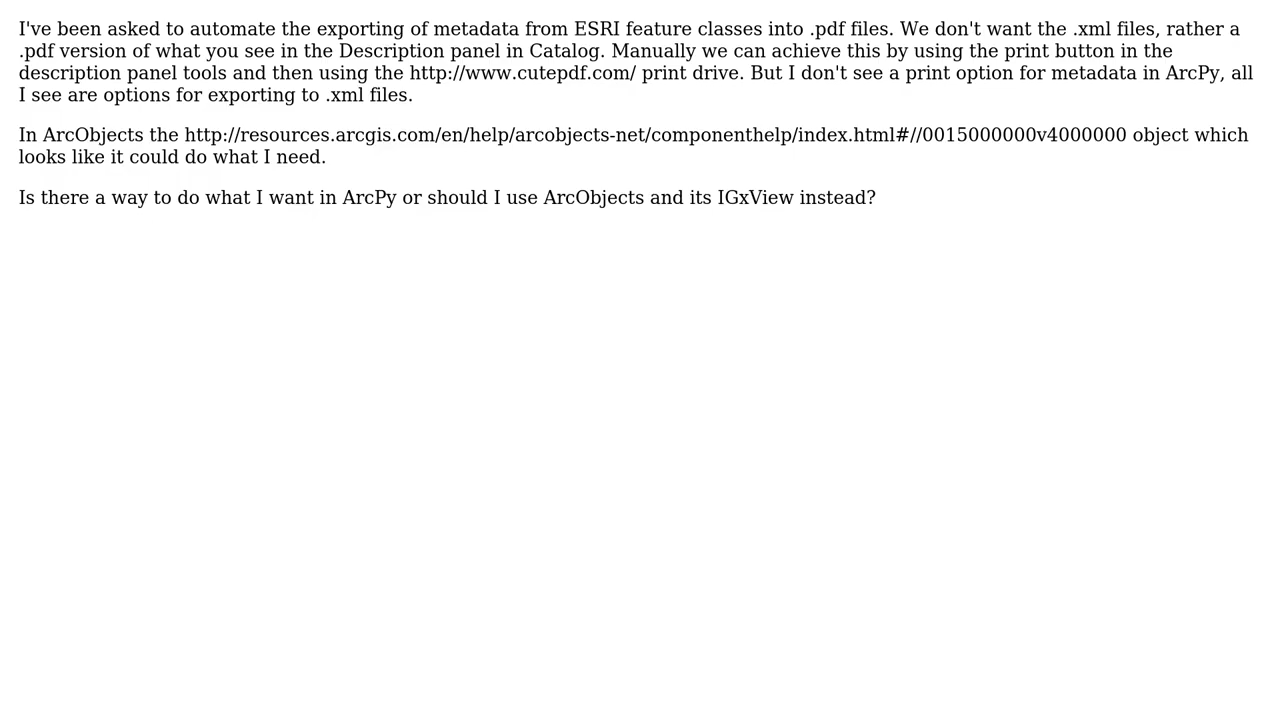 I've been asked to automate the exporting of metadata from ESRI feature classes into .pdf files. We don't want the .xml files, rather a
.pdf version of what you see in the Description panel in Catalog. Manually we can achieve this by using the print button in the
description panel tools and then using the http://www.cutepdf.com/ print drive. But I don't see a print option for metadata in ArcPy, all
I see are options for exporting to .xml files.
In ArcObjects the http://resources.arcgis.com/en/help/arcobjects-net/componenthelp/index.html#//0015000000v4000000 object which
looks like it could do what I need.
Is there a way to do what I want in ArcPy or should I use ArcObjects and its IGxView instead?